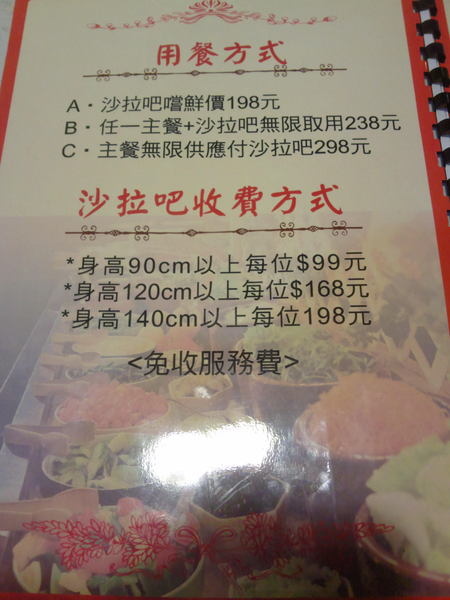 用餐方式
A・沙拉吧嚐鮮價198元
B・任一主餐+沙拉吧無限取用238元
C・主餐無限供應付沙拉吧298元
沙拉吧收費方式
*身高90cm以上每位$99元
*身高120cm以上每位$168元
*身高140cm以上每位198元
<免收服務費>